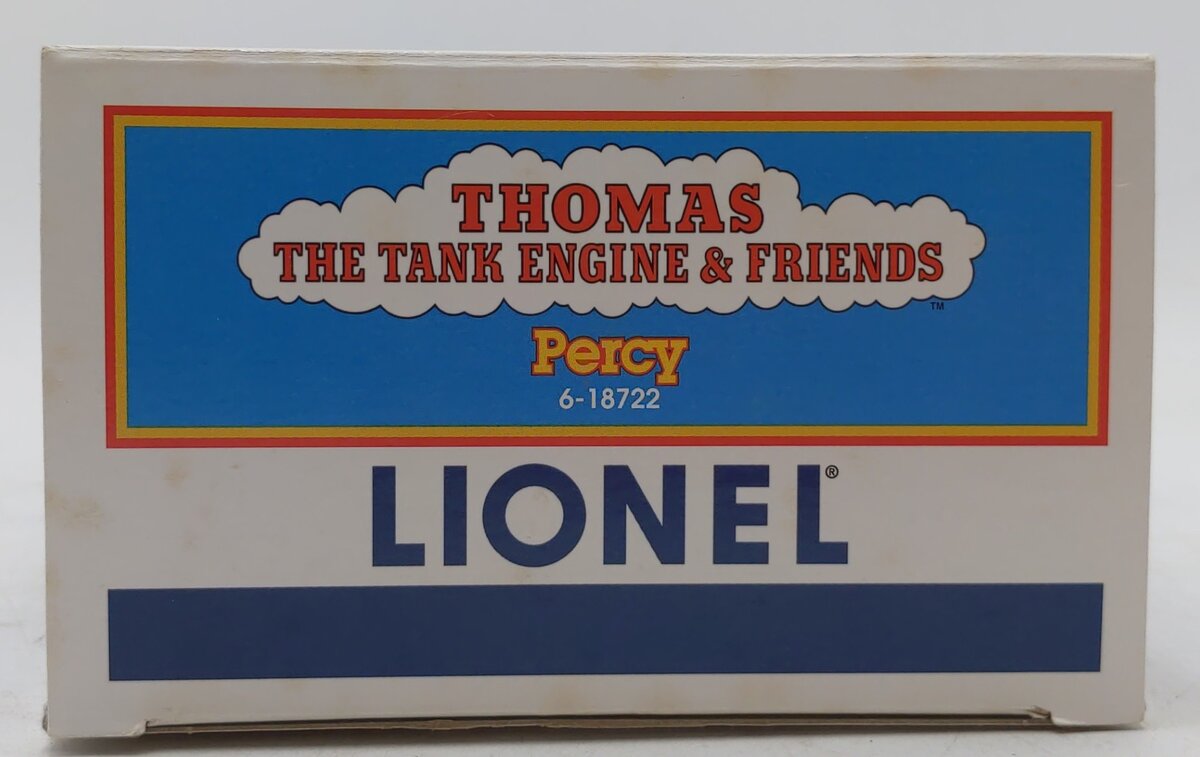 THOMAS
THE TANK ENGINE & FRIENDS
™
Percy
6-18722
LIONEL®